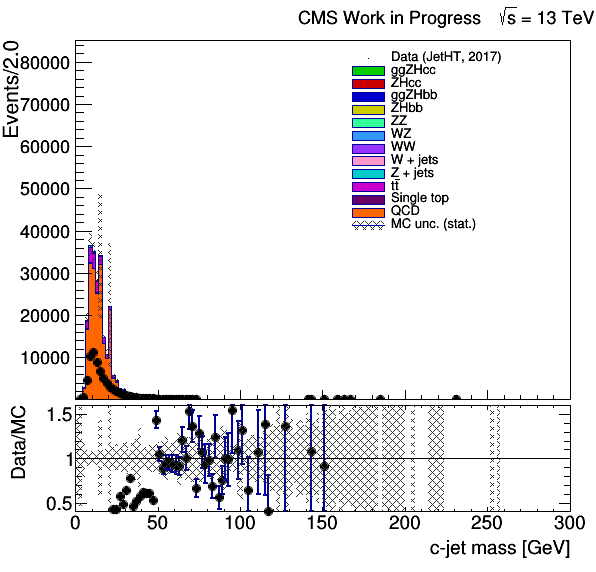 CMS Work in Progress √s = 13 TeV
Events/2.0
80000
70000
60000
50000
40000
30000
20000
10000
Data (JetHT, 2017)
ggZHcc
ZHcc
ggZHbb
ZHbb
ZZ
WZ
WW
W + jets
Z + jets
tt̄
Single top
QCD
MC unc. (stat.)
Data/MC
1.5
1
0.5
0 50 100 150 200 250 300
c-jet mass [GeV]